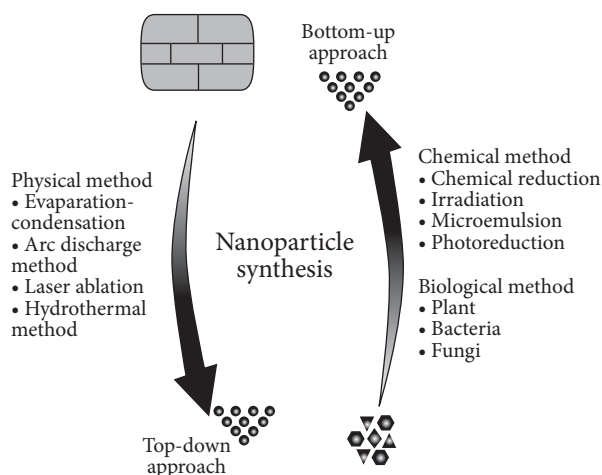 Bottom-up
approach
Physical method
• Evaparation-
condensation
• Arc discharge
method
• Laser ablation
• Hydrothermal
method
Nanoparticle
synthesis
Chemical method
• Chemical reduction
• Irradiation
• Microemulsion
• Photoreduction
Biological method
• Plant
• Bacteria
• Fungi
Top-down
approach